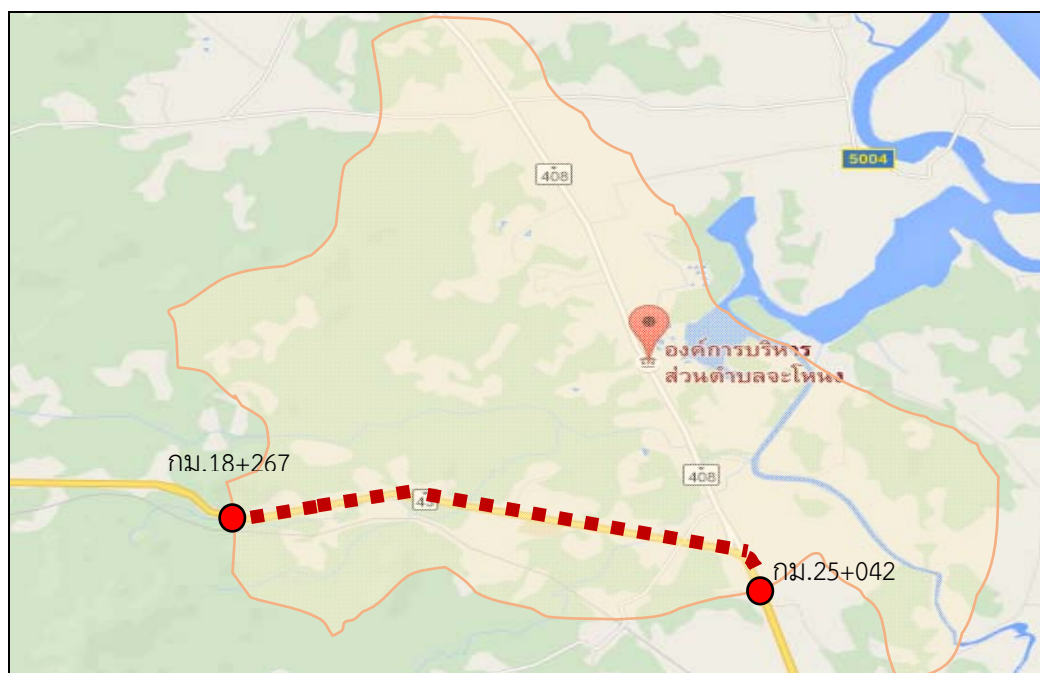 5004
408
องค์การบริหาร
ส่วนตำบลจะโหนง
กม.18+267
408
43
กม.25+042